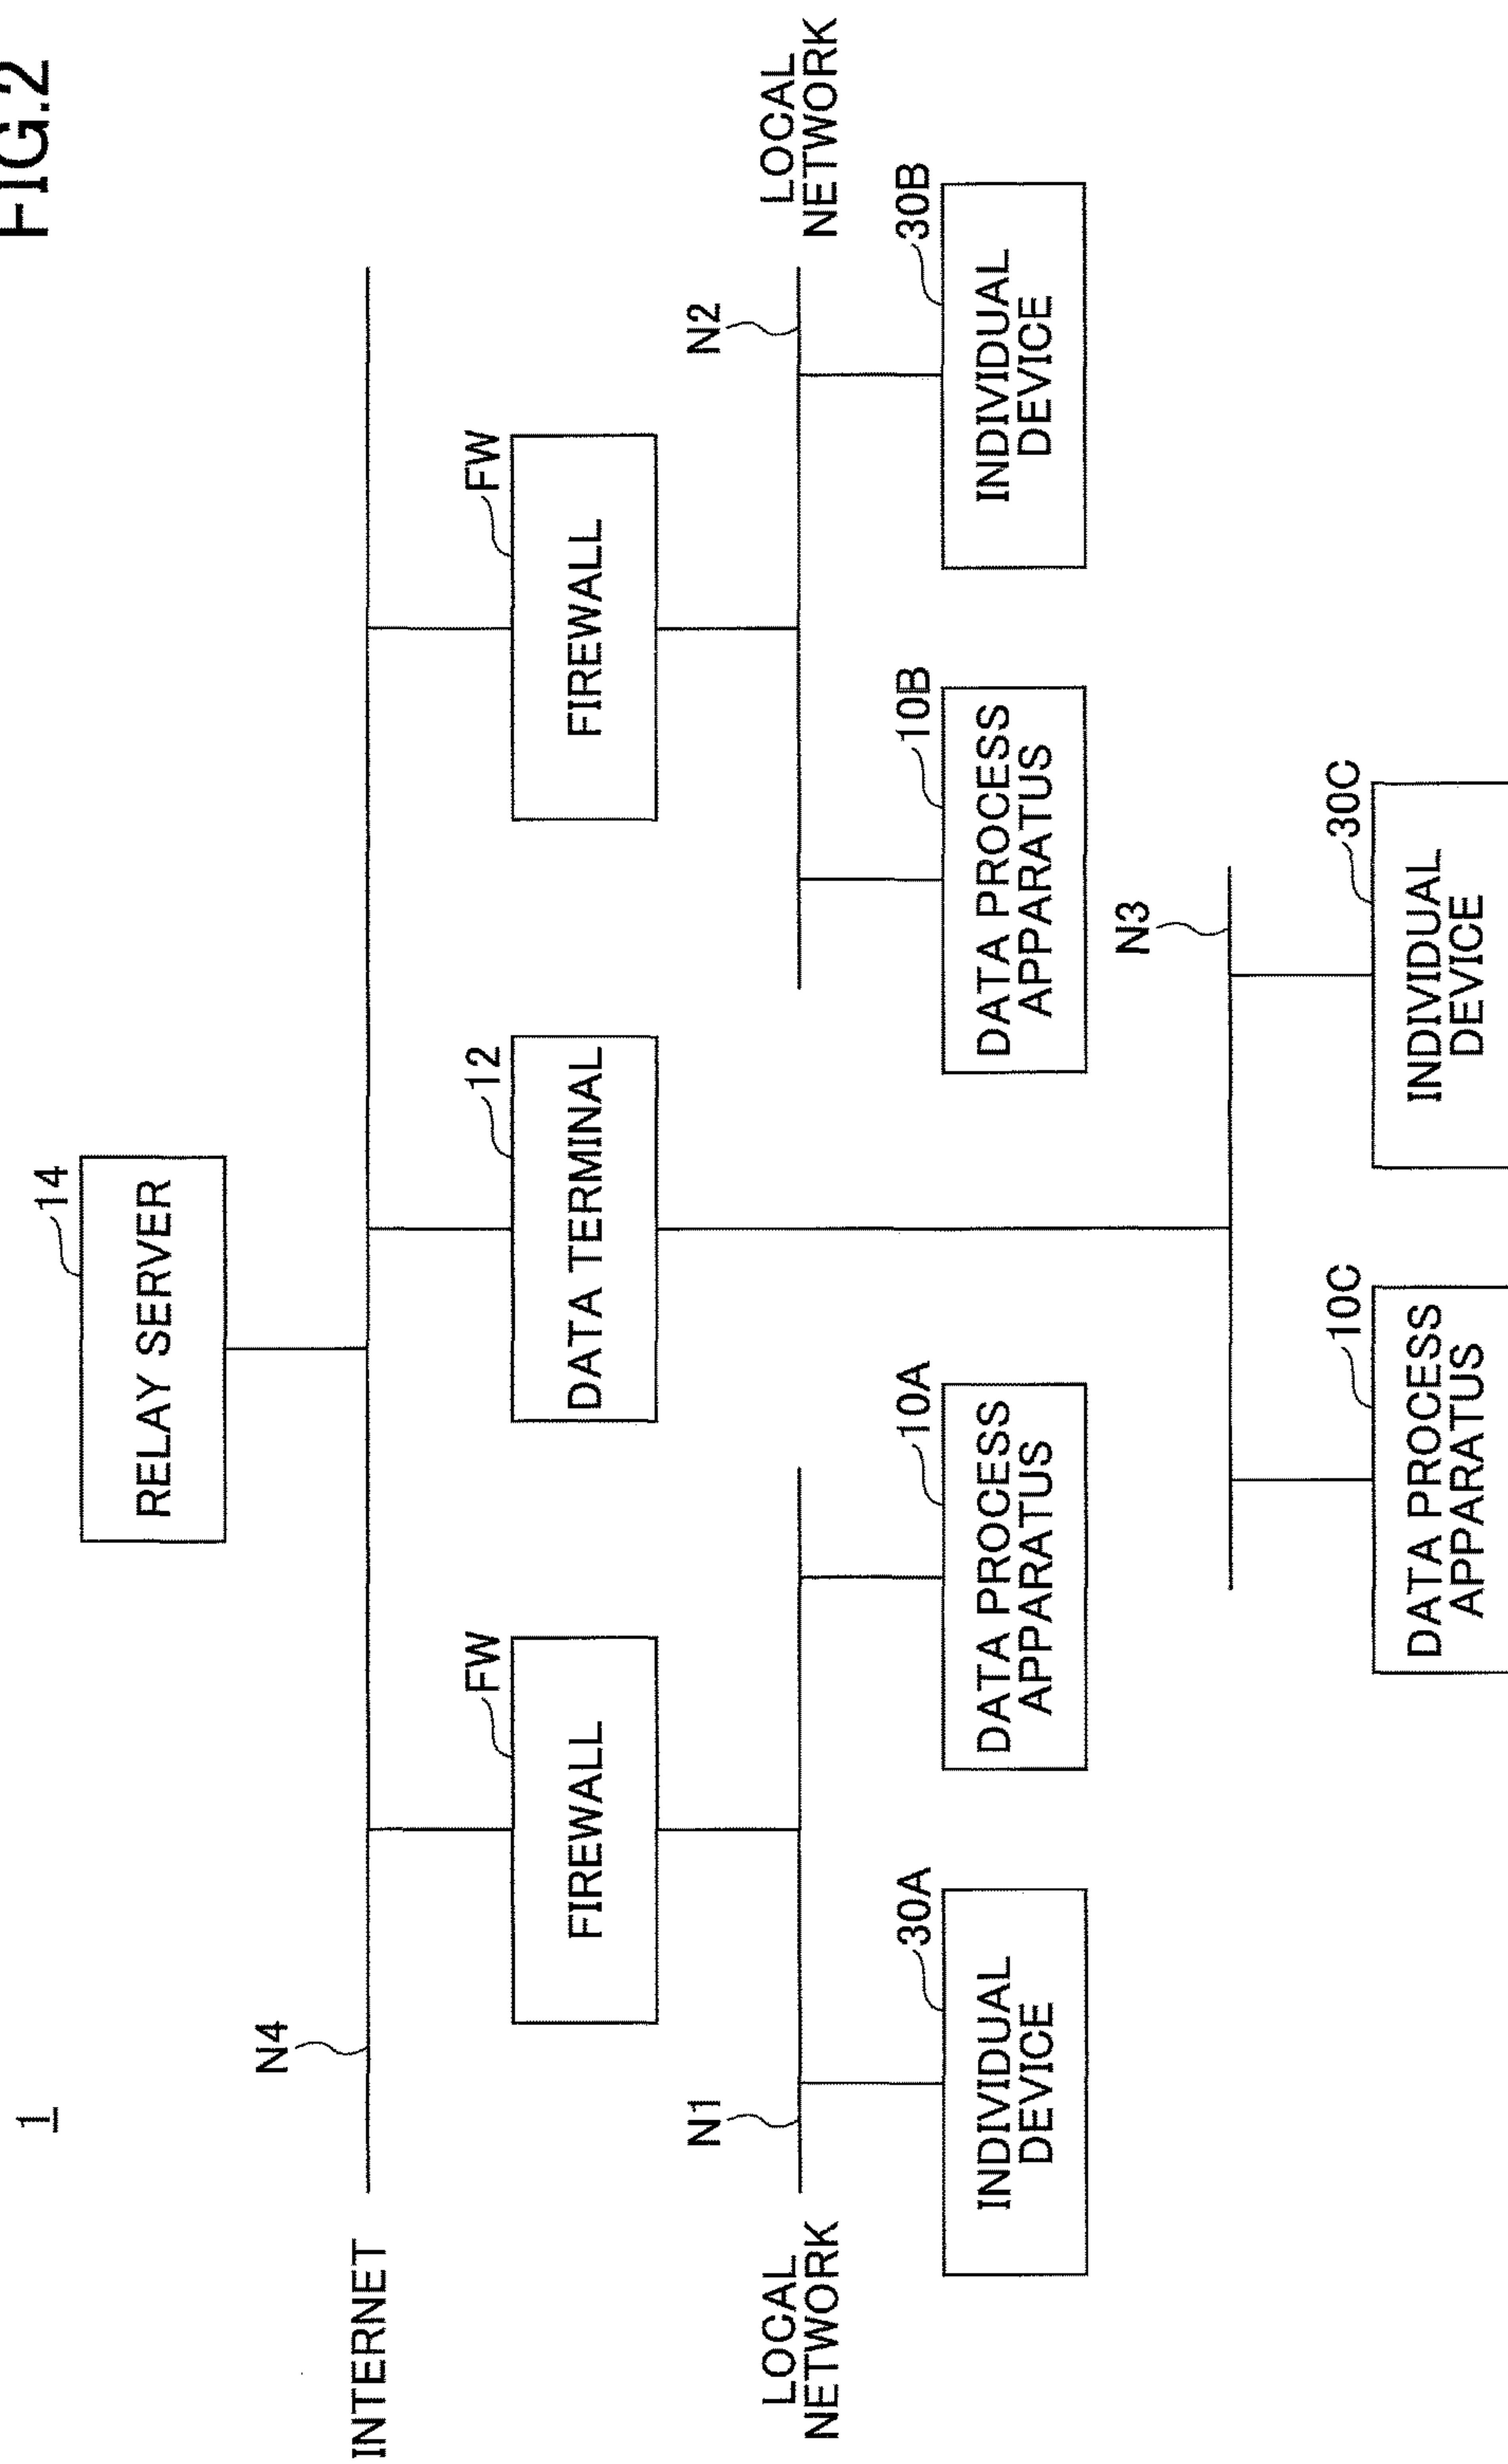 FIG.2
1
14
RELAY SERVER
N4
INTERNET
FW
FIREWALL
12
DATA TERMINAL
FW
FIREWALL
N1
LOCAL
NETWORK
N2
LOCAL
NETWORK
30A
INDIVIDUAL
DEVICE
10A
DATA PROCESS
APPARATUS
10B
DATA PROCESS
APPARATUS
30B
INDIVIDUAL
DEVICE
N3
10C
DATA PROCESS
APPARATUS
30C
INDIVIDUAL
DEVICE